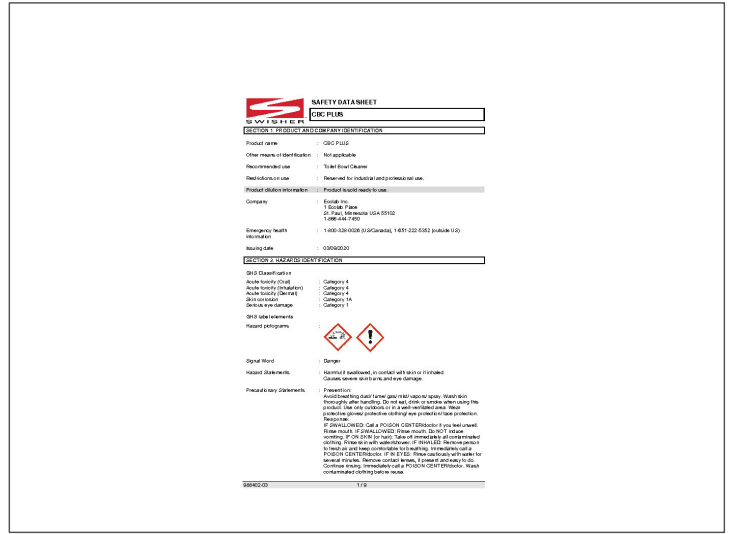 SWISHER
SAFETY DATA SHEET
CBC PLUS
SECTION 1. PRODUCT AND COMPANY IDENTIFICATION
Product name : CBC PLUS
Other means of identification : Not applicable
Recommended use : Toilet Bowl Cleaner
Restrictions on use : Reserved for industrial and professional use.
Product dilution information : Product is sold ready to use.
Company : Ecolab Inc.
1 Ecolab Place
St. Paul, Minnesota USA 55102
1-866-444-7450
Emergency health : 1-800-328-0026 (US/Canada), 1-651-222-5352 (outside US)
information
Issuing date : 03/09/2020
SECTION 2. HAZARDS IDENTIFICATION
GHS Classification
Acute toxicity (Oral) : Category 4
Acute toxicity (Inhalation) : Category 4
Acute toxicity (Dermal) : Category 4
Skin corrosion : Category 1A
Serious eye damage : Category 1
GHS label elements
Hazard pictograms :
Signal Word : Danger
Hazard Statements : Harmful if swallowed, in contact with skin or if inhaled.
Causes severe skin burns and eye damage.
Precautionary Statements : Prevention:
Avoid breathing dust/ fume/ gas/ mist/ vapors/ spray. Wash skin
thoroughly after handling. Do not eat, drink or smoke when using this
product. Use only outdoors or in a well-ventilated area. Wear
protective gloves/ protective clothing/ eye protection/ face protection.
Response:
IF SWALLOWED: Call a POISON CENTER/doctor if you feel unwell.
Rinse mouth. IF SWALLOWED: Rinse mouth. Do NOT induce
vomiting. IF ON SKIN (or hair): Take off immediately all contaminated
clothing. Rinse skin with water/shower. IF INHALED: Remove person
to fresh air and keep comfortable for breathing. Immediately call a
POISON CENTER/doctor. IF IN EYES: Rinse cautiously with water for
several minutes. Remove contact lenses, if present and easy to do.
Continue rinsing. Immediately call a POISON CENTER/doctor. Wash
contaminated clothing before reuse.
988402-03 1 / 9